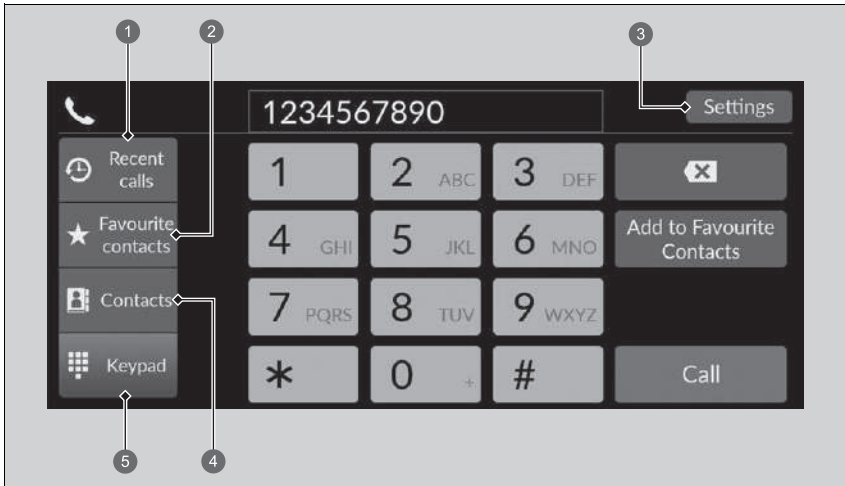 1 2 3
1234567890 Settings
Recent
calls
Favourite
contacts
Contacts
Keypad
1 2 ABC 3 DEF
4 GHI 5 JKL 6 MNO
7 PQRS 8 TUV 9 WXYZ
* 0 + #
Add to Favourite
Contacts
Call
5 4